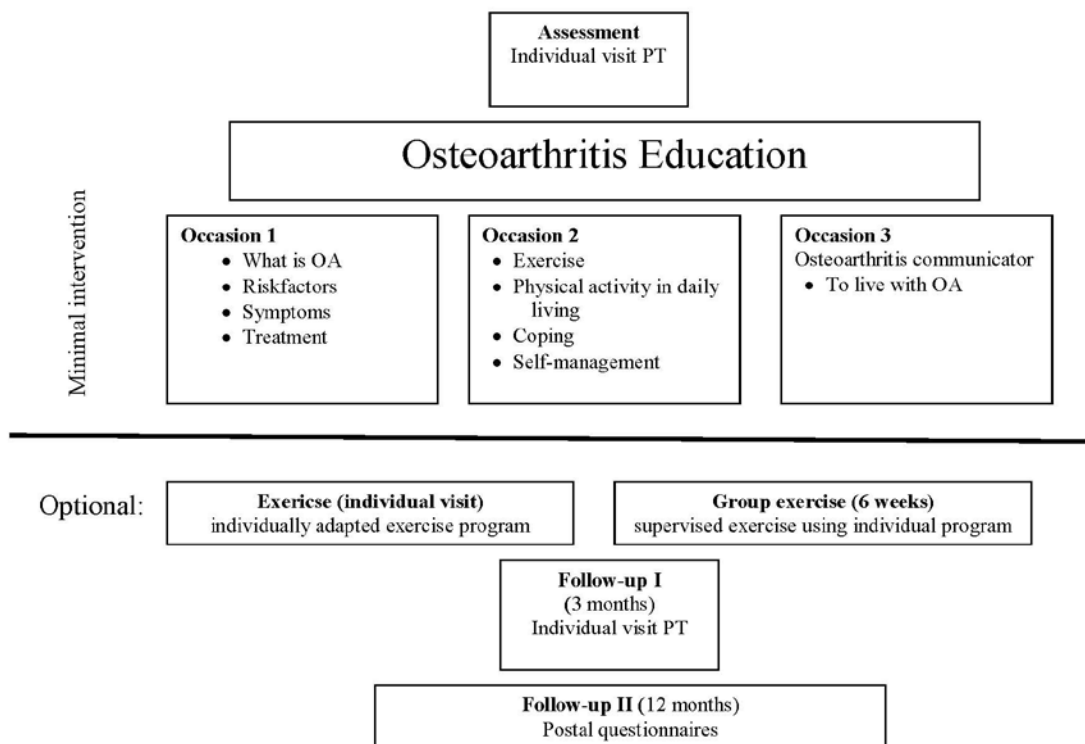 Assessment
Individual visit PT
Osteoarthritis Education
Minimal intervention
Occasion 1
• What is OA
• Riskfactors
• Symptoms
• Treatment
Occasion 2
• Exercise
• Physical activity in daily
living
• Coping
• Self-management
Occasion 3
Osteoarthritis communicator
• To live with OA
Optional:
Exericse (individual visit)
individually adapted exercise program
Group exercise (6 weeks)
supervised exercise using individual program
Follow-up I
(3 months)
Individual visit PT
Follow-up II (12 months)
Postal questionnaires